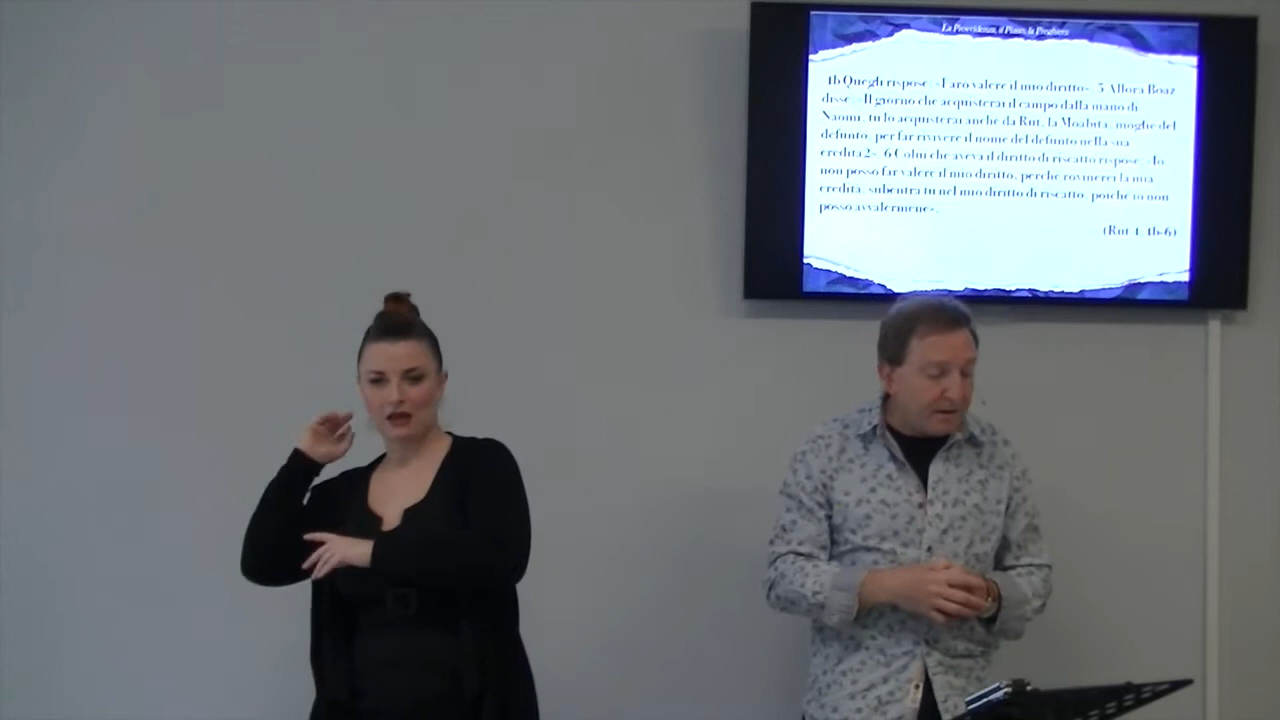 La Provvidenza, il Piano, la Preghiera
4b Quegli rispose: «Farò valere il mio diritto». 5 Allora Boaz
disse: «Il giorno che acquisterai il campo dalla mano di
Naomi, tu lo acquisterai anche da Rut, la Moabita, moglie del
defunto, per far rivivere il nome del defunto nella sua
eredità2». 6 Colui che aveva il diritto di riscatto rispose: «Io
non posso far valere il mio diritto, perché rovinerei la mia
eredità; subentra tu nel mio diritto di riscatto, poiché io non
posso avvalermene».
(Rut 4:4b-6)